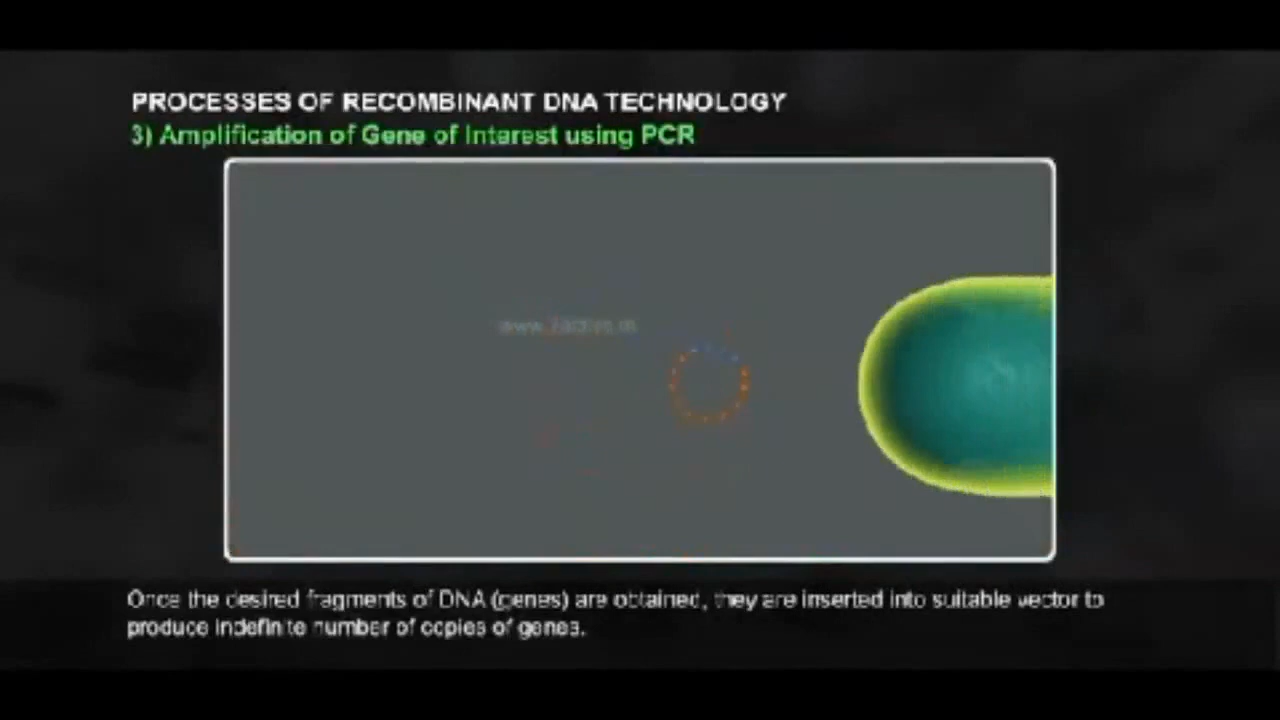 PROCESSES OF RECOMBINANT DNA TECHNOLOGY
3) Amplification of Gene of Interest using PCR
Once the desired fragments of DNA (genes) are obtained, they are inserted into suitable vector to
produce indefinite number of copies of genes.